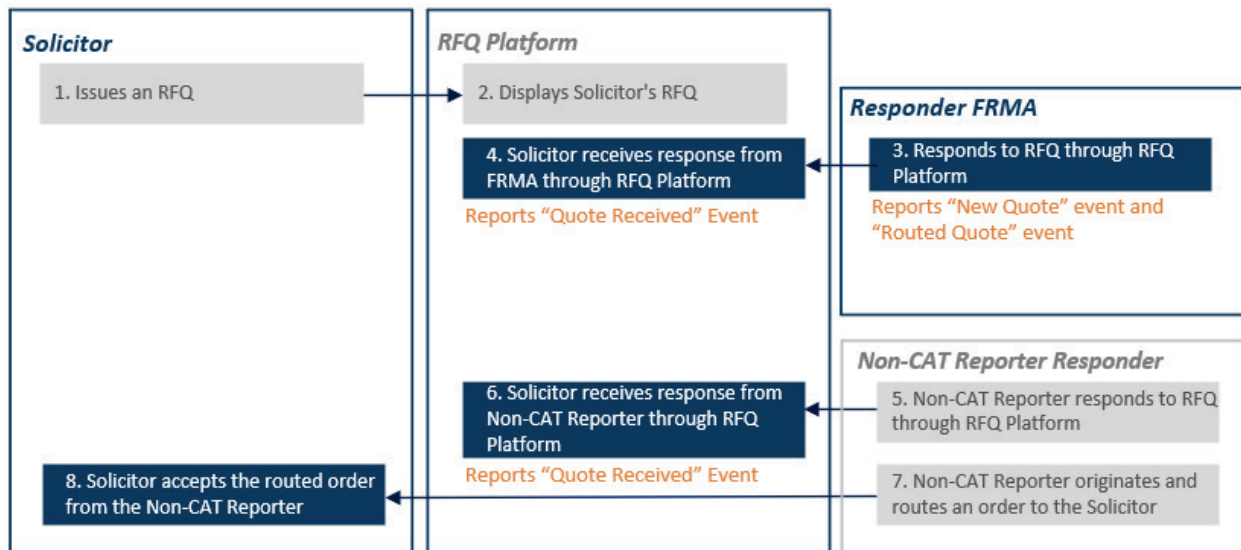 Solicitor
1. Issues an RFQ
RFQ Platform
2. Displays Solicitor's RFQ
Responder FRMA
3. Responds to RFQ through RFQ
Platform
Reports “New Quote” event and
“Routed Quote” event
4. Solicitor receives response from
FRMA through RFQ Platform
Reports “Quote Received” Event
Non-CAT Reporter Responder
5. Non-CAT Reporter responds to RFQ
through RFQ Platform
6. Solicitor receives response from
Non-CAT Reporter through RFQ
Platform
Reports “Quote Received” Event
7. Non-CAT Reporter originates and
routes an order to the Solicitor
8. Solicitor accepts the routed order
from the Non-CAT Reporter